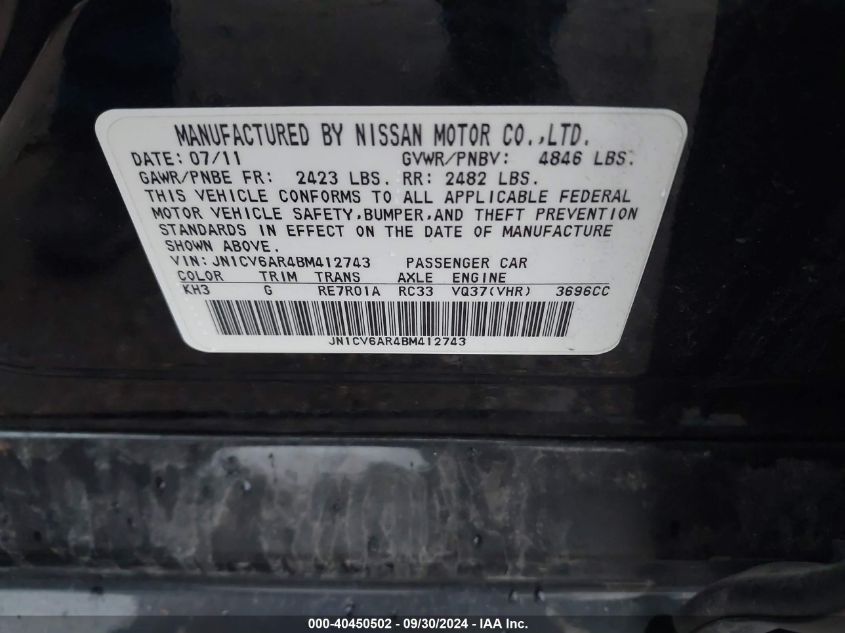 MANUFACTURED BY NISSAN MOTOR CO.,LTD.
DATE: 07/11 GVWR/PNBV: 4846 LBS.
GAWR/PNBE FR: 2423 LBS. RR: 2482 LBS.
THIS VEHICLE CONFORMS TO ALL APPLICABLE FEDERAL
MOTOR VEHICLE SAFETY,BUMPER,AND THEFT PREVENTION
STANDARDS IN EFFECT ON THE DATE OF MANUFACTURE
SHOWN ABOVE.
VIN: JN1CV6AR4BM412743 PASSENGER CAR
COLOR TRIM TRANS AXLE ENGINE
KH3 G RE7R01A RC33 VQ37(VHR) 3696CC
JN1CV6AR4BM412743
000-40450502 - 09/30/2024 - IAA Inc.